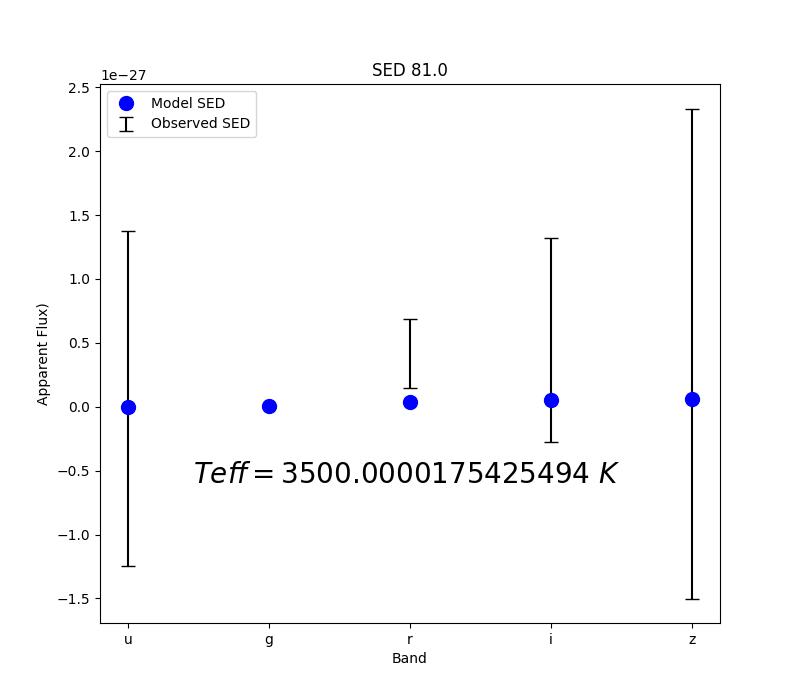 SED 81.0
1e−27
2.5
2.0
1.5
1.0
0.5
0.0
−0.5
−1.0
−1.5
Apparent Flux)
Model SED
Observed SED
Teff = 3500.0000175425494 K
u g r i z
Band